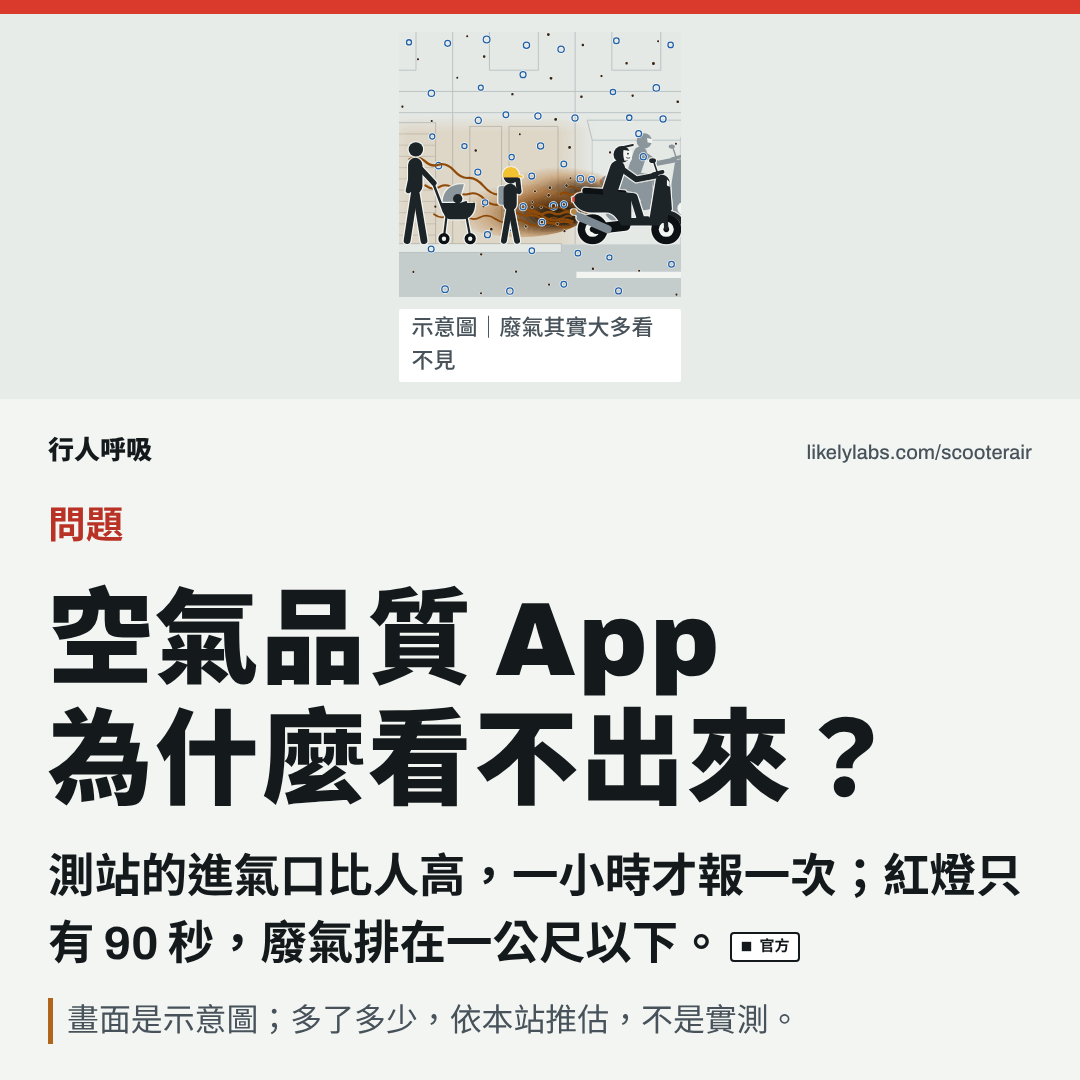 示意圖｜廢氣其實大多看
不見
行人呼吸
likelylabs.com/scooterair
問題
空氣品質 App
為什麼看不出來？
測站的進氣口比人高，一小時才報一次；紅燈只
有 90 秒，廢氣排在一公尺以下。 ■ 官方
畫面是示意圖；多了多少，依本站推估，不是實測。